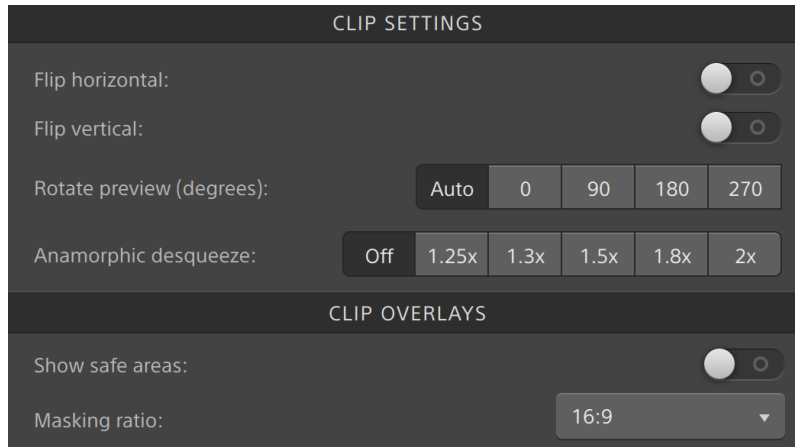 CLIP SETTINGS
Flip horizontal:
Flip vertical:
Rotate preview (degrees): Auto 0 90 180 270
Anamorphic desqueeze: Off 1.25x 1.3x 1.5x 1.8x 2x
CLIP OVERLAYS
Show safe areas:
Masking ratio: 16:9